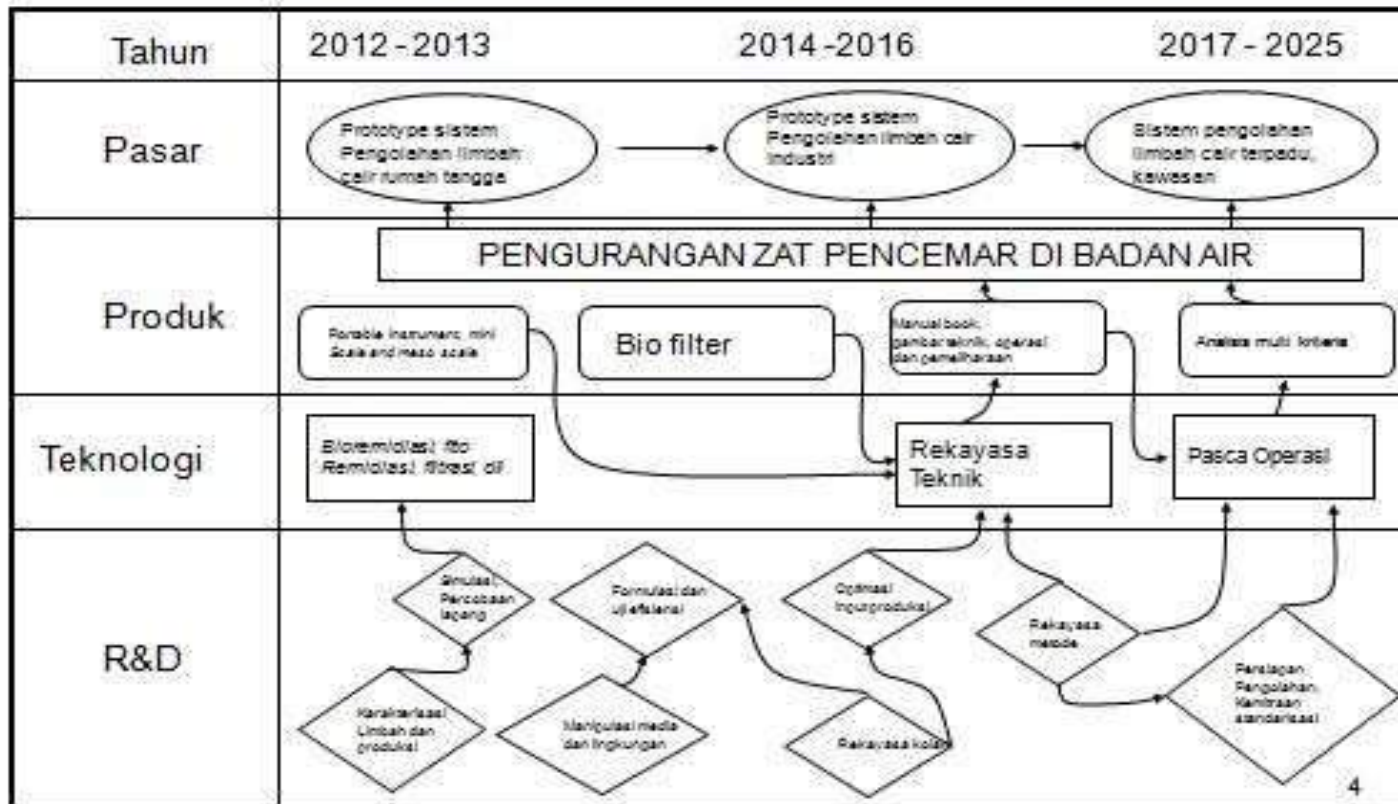 Tahun
2012 - 2013
2014 - 2016
2017 - 2025
Pasar
Prototype sistem
Pengolahan limbah
cair rumah tangga
Prototype sistem
Pengolahan limbah cair
Industri
Sistem pengolahan
limbah cair terpadu,
kawasan
Produk
PENGURANGAN ZAT PENCEMAR DI BADAN AIR
Portable instrument, mini
Scale and meso scale
Bio filter
Manual book,
gambar teknik, operasi
dan pemeliharaan
Analisis multi kriteria
Teknologi
Bioremidiasi, fito
Remidiasi, filtrasi, dll
Rekayasa
Teknik
Pasca Operasi
R&D
Simulasi,
Percobaan
Formulasi dan
uji efisiensi
Optimasi
Input produksi
Rekayasa
metode
Karakterisasi
Limbah dan
produksi
Manipulasi media
dan lingkungan
Rekayasa kolam
Persiapan
Pengolahan,
Kemitraan
standarisasi
4